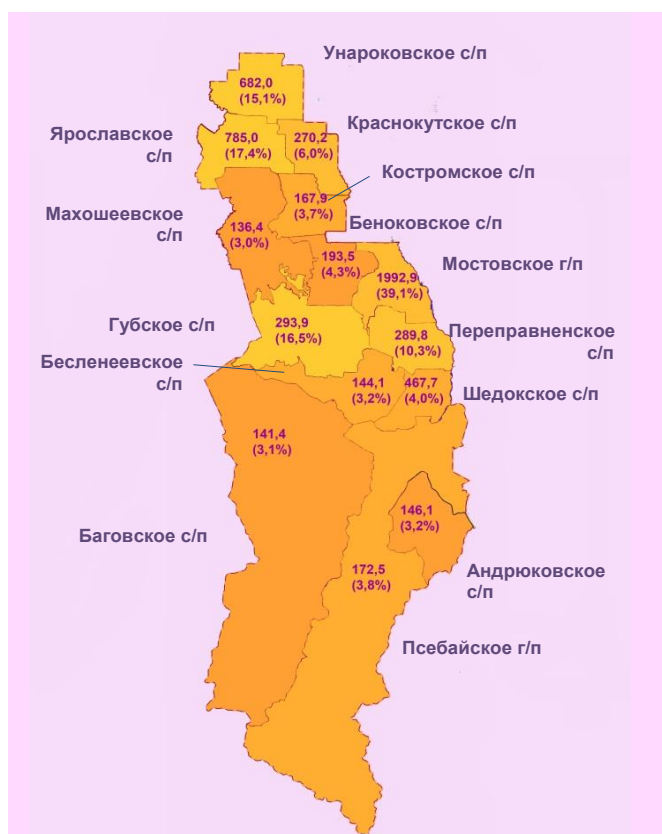 Унароковское с/п
682,0
(15,1%)
Краснокутское с/п
Ярославское
с/п
785,0
(17,4%)
270,2
(6,0%)
Костромское с/п
167,9
(3,7%)
Махошеевское
с/п
136,4
(3,0%)
Беноковское с/п
193,5
(4,3%)
Мостовское г/п
1992,9
(39,1%)
Губское с/п
293,9
(16,5%)
289,8
(10,3%)
Переправненское
с/п
Бесленеевское
с/п
144,1
(3,2%)
467,7
(4,0%)
Шедокское с/п
141,4
(3,1%)
146,1
(3,2%)
Баговское с/п
172,5
(3,8%)
Андрюковское
с/п
Псебайское г/п